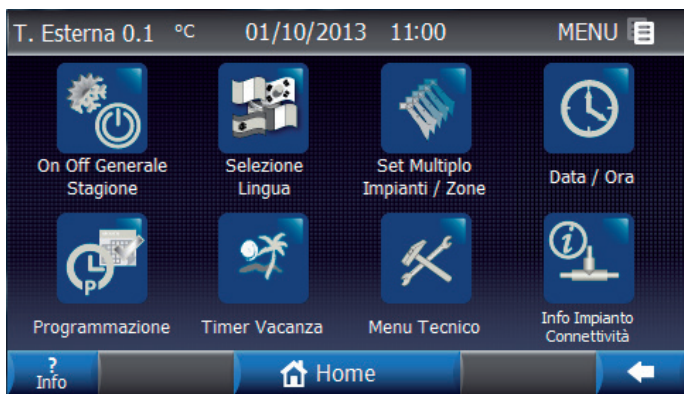 T. Esterna 0.1 °C 01/10/2013 11:00 MENU
On Off Generale
Stagione
Selezione
Lingua
Set Multiplo
Impianti / Zone
Data / Ora
P
Programmazione
Timer Vacanza
Menu Tecnico
i
Info Impianto
Connettività
?
Info
Home